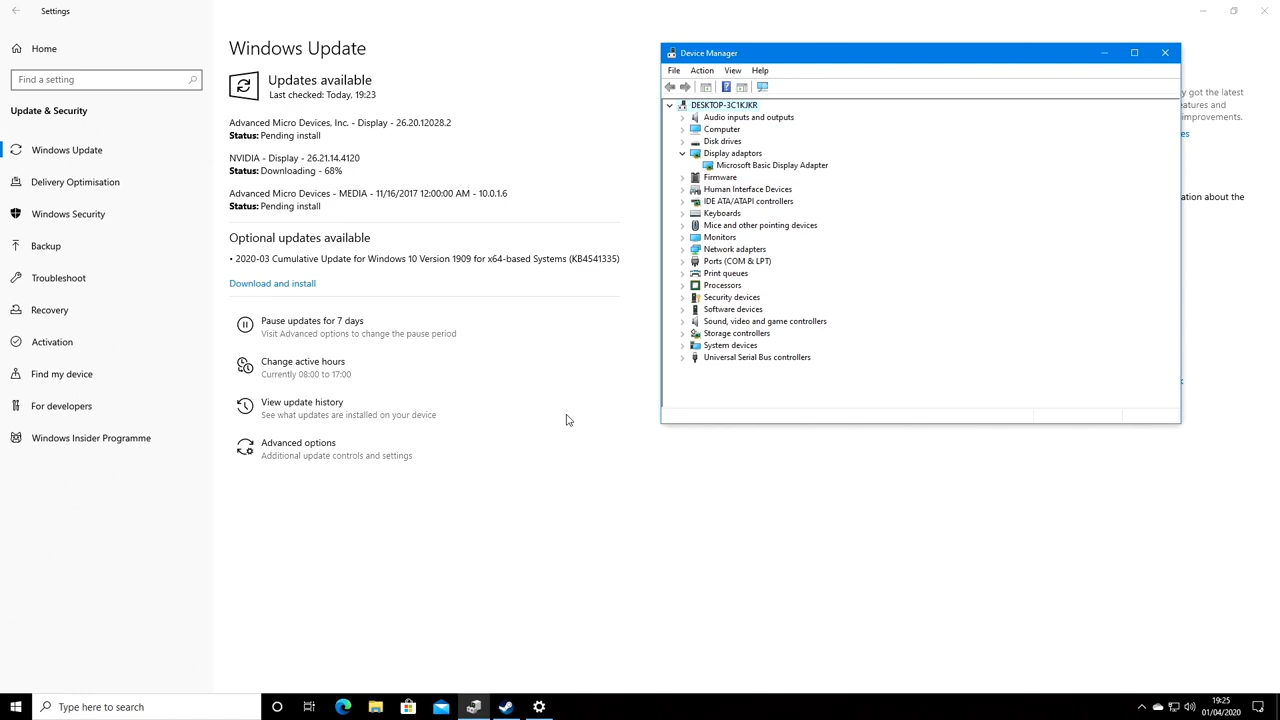 Settings
Home
Find a setting
Update & Security
Windows Update
Delivery Optimisation
Windows Security
Backup
Troubleshoot
Recovery
Activation
Find my device
For developers
Windows Insider Programme
Windows Update
Updates available
Last checked: Today, 19:23
Advanced Micro Devices, Inc. - Display - 26.20.12028.2
Status: Pending install
NVIDIA - Display - 26.21.14.4120
Status: Downloading - 68%
Advanced Micro Devices - MEDIA - 11/16/2017 12:00:00 AM - 10.0.1.6
Status: Pending install
Optional updates available
• 2020-03 Cumulative Update for Windows 10 Version 1909 for x64-based Systems (KB4541335)
Download and install
Pause updates for 7 days
Visit Advanced options to change the pause period
Change active hours
Currently 08:00 to 17:00
View update history
See what updates are installed on your device
Advanced options
Additional update controls and settings
Device Manager
File Action View Help
DESKTOP-3C1KJKR
Audio inputs and outputs
Computer
Disk drives
Display adaptors
Microsoft Basic Display Adapter
Firmware
Human Interface Devices
IDE ATA/ATAPI controllers
Keyboards
Mice and other pointing devices
Monitors
Network adapters
Ports (COM & LPT)
Print queues
Processors
Security devices
Software devices
Sound, video and game controllers
Storage controllers
System devices
Universal Serial Bus controllers
y got the latest
eatures and
improvements.
es
ation about the
Type here to search
19:25
01/04/2020